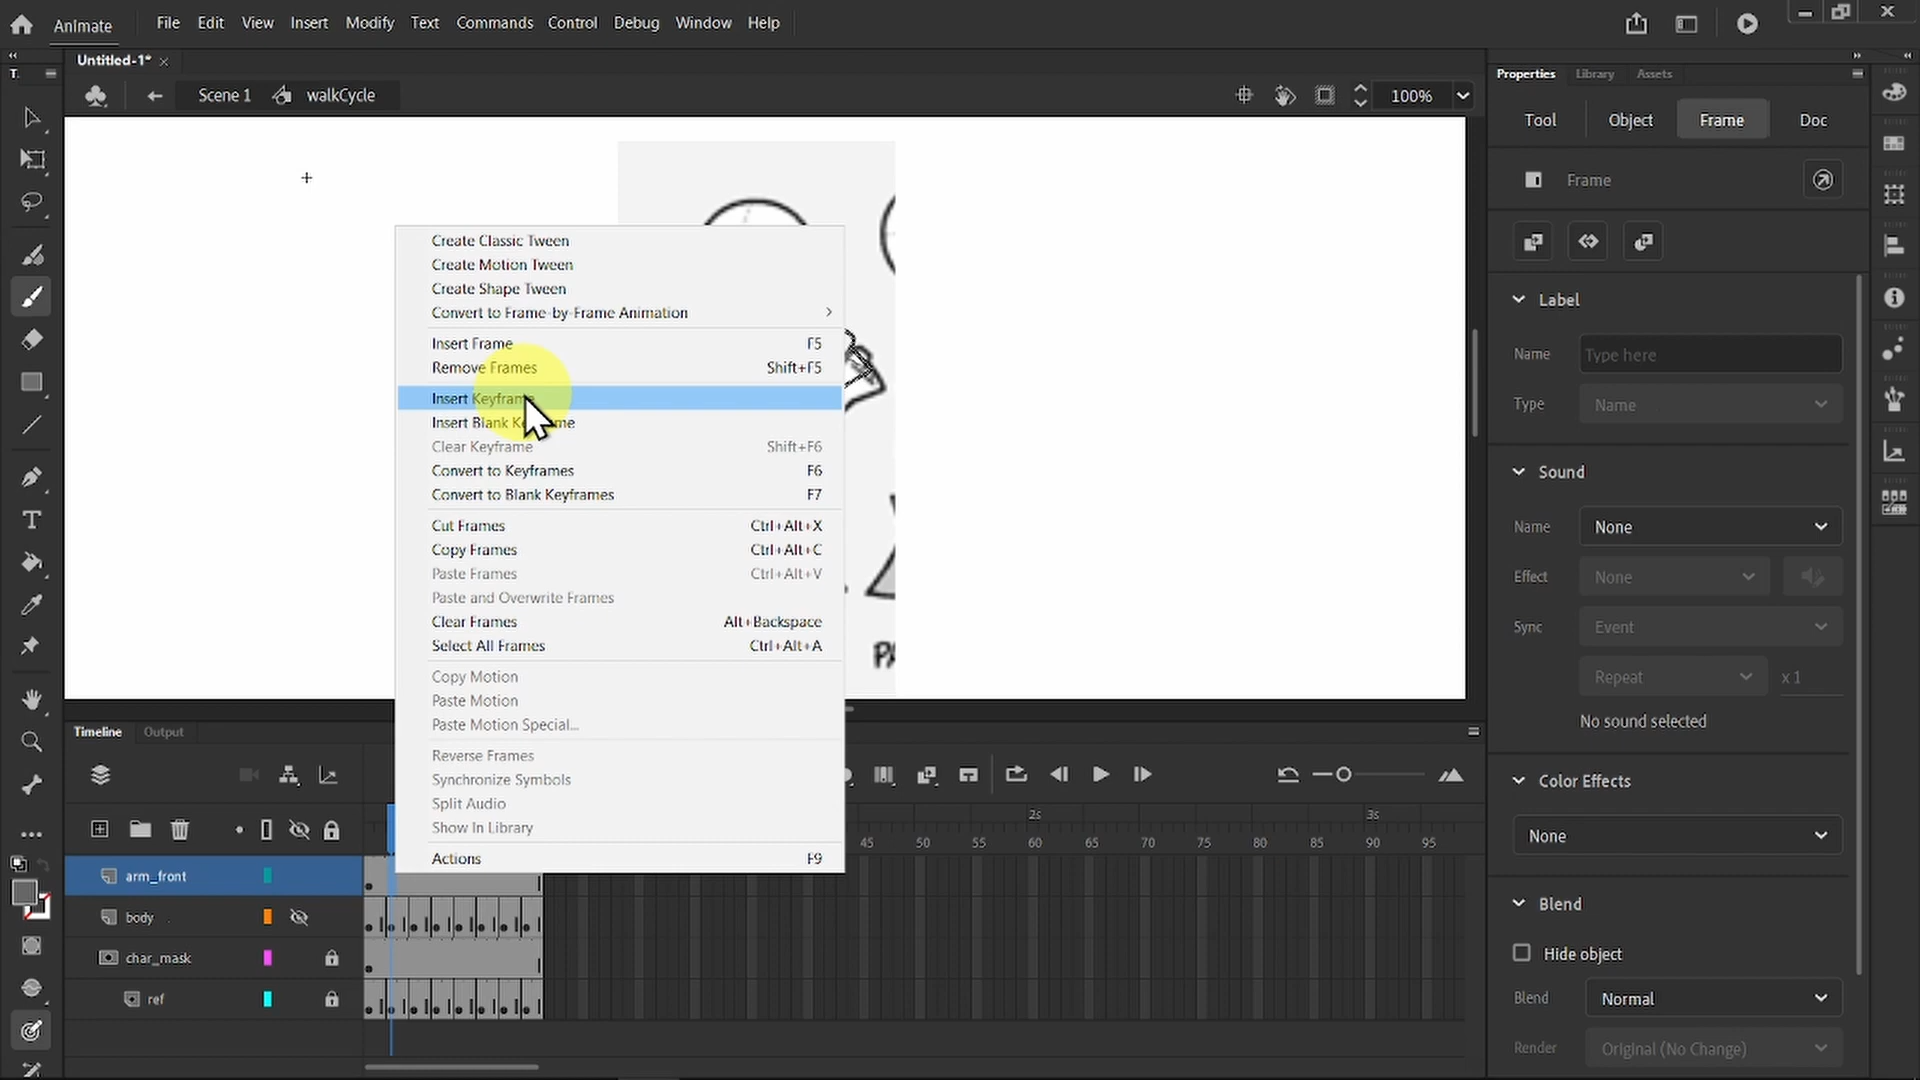 Animate
File Edit View Insert Modify Text Commands Control Debug Window Help
T.
Untitled-1*
Scene 1 walkCycle 100%
Properties Library Assets
Tool Object Frame Doc
Frame
Label
Name Type here
Type Name
Sound
Name None
Effect None
Sync Event
Repeat x 1
No sound selected
Color Effects
None
Blend
Hide object
Blend Normal
Render Original (No Change)
Create Classic Tween
Create Motion Tween
Create Shape Tween
Convert to Frame-by-Frame Animation
Insert Frame F5
Remove Frames Shift+F5
Insert Keyframe
Insert Blank Keyframe
Clear Keyframe Shift+F6
Convert to Keyframes F6
Convert to Blank Keyframes F7
Cut Frames Ctrl+Alt+X
Copy Frames Ctrl+Alt+C
Paste Frames Ctrl+Alt+V
Paste and Overwrite Frames
Clear Frames Alt+Backspace
Select All Frames Ctrl+Alt+A
Copy Motion
Paste Motion
Paste Motion Special...
Reverse Frames
Synchronize Symbols
Split Audio
Show In Library
Actions F9
Timeline Output
2s 3s
45 50 55 60 65 70 75 80 85 90 95
arm_front
body
char_mask
ref